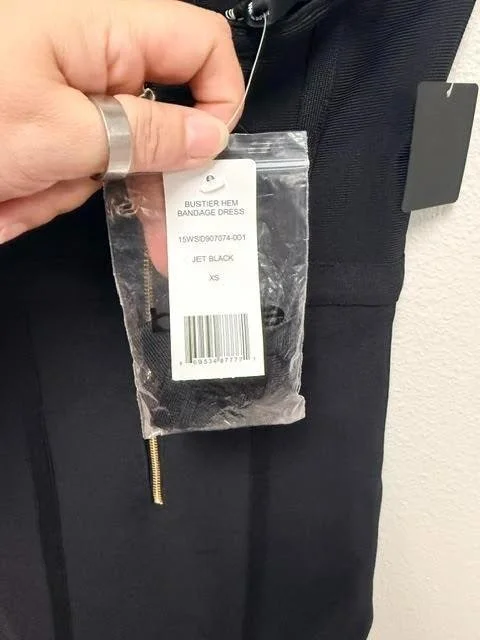 BUSTIER HEM
BANDAGE DRESS
15WSID907074-001
JET BLACK
XS